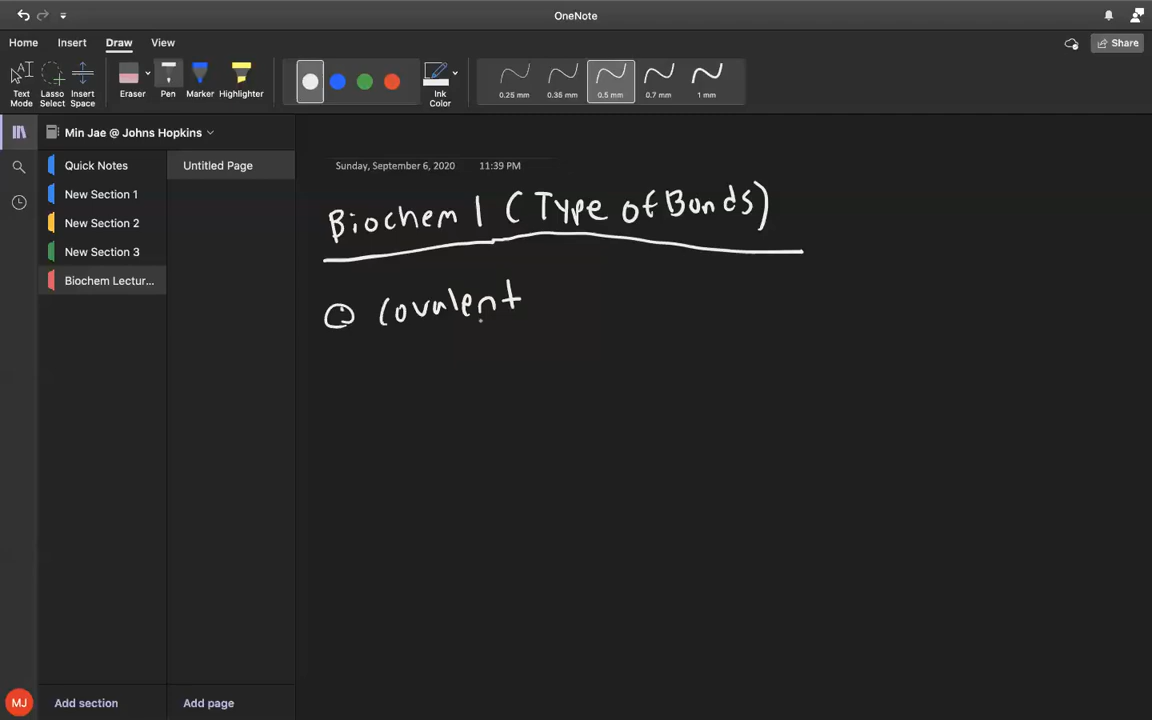 OneNote
Home Insert Draw View
Share
Text Mode
Lasso Select
Insert Space
Eraser
Pen
Marker
Highlighter
Ink Color
0.25 mm
0.35 mm
0.5 mm
0.7 mm
1 mm
Min Jae @ Johns Hopkins
Quick Notes
New Section 1
New Section 2
New Section 3
Biochem Lectur...
Untitled Page
Sunday, September 6, 2020 11:39 PM
Biochem 1 (Type of Bonds)
covalent
MJ
Add section
Add page